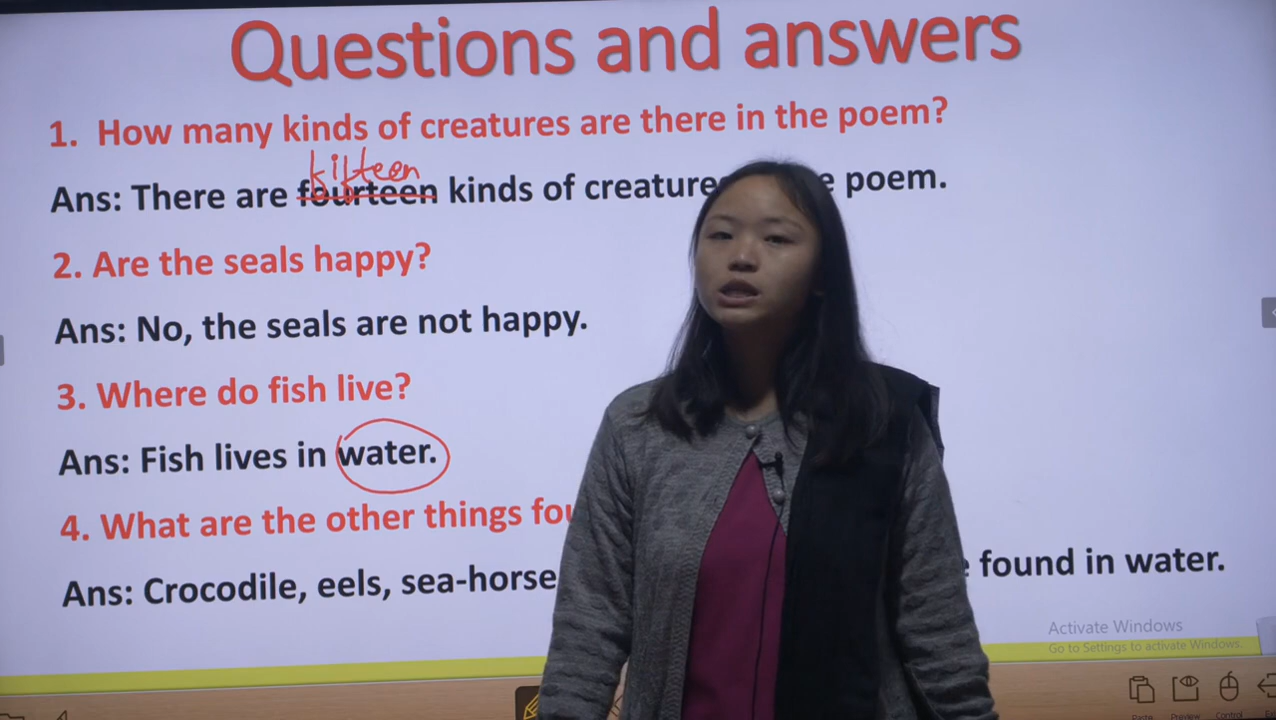 Questions and answers
1. How many kinds of creatures are there in the poem?
fifteen
Ans: There are fourteen kinds of creature poem.
2. Are the seals happy?
Ans: No, the seals are not happy.
3. Where do fish live?
Ans: Fish lives in water.
4. What are the other things fou
Ans: Crocodile, eels, sea-horse found in water.
Activate Windows
Go to Settings to activate Windows.
Paste Preview Control